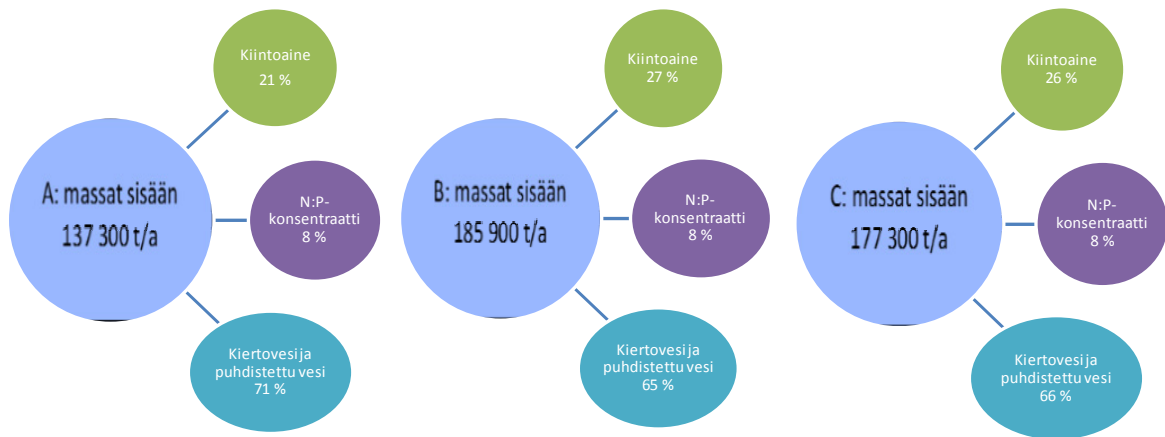 Kiintoaine
21 %
A: massat sisään
137 300 t/a
N:P-
konsentraatti
8 %
Kiertovesi ja
puhdistettu vesi
71 %
Kiintoaine
27 %
B: massat sisään
185 900 t/a
N:P-
konsentraatti
8 %
Kiertovesi ja
puhdistettu vesi
65 %
Kiintoaine
26 %
C: massat sisään
177 300 t/a
N:P-
konsentraatti
8 %
Kiertovesi ja
puhdistettu vesi
66 %